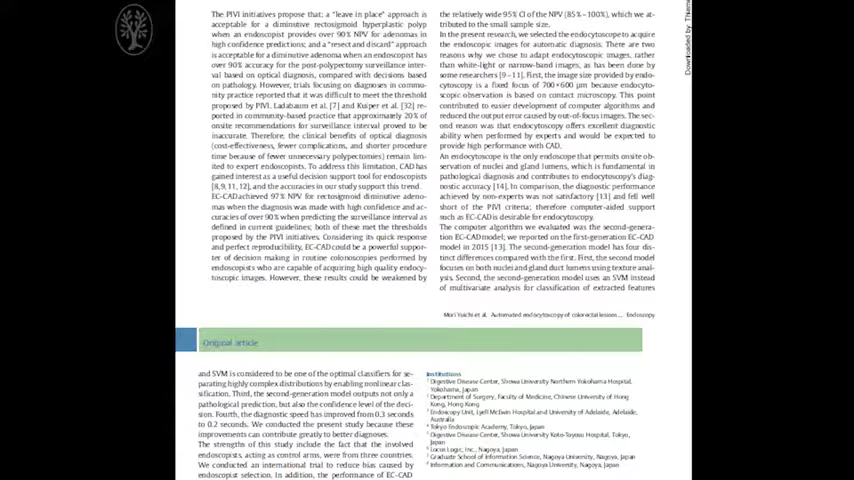 The PIVI initiatives propose that; a "leave in place" approach is
acceptable for a diminutive rectosigmoid hyperplastic polyp
when an endoscopist provides over 90% NPV for adenomas in
high confidence predictions; and a "resect and discard" approach
is acceptable for a diminutive adenoma when an endoscopist has
over 90% accuracy for the post-polypectomy surveillance inter-
val based on optical diagnosis, compared with decisions based
on pathology. However, trials focusing on diagnoses in commu-
nity practice reported that it was difficult to meet the threshold
proposed by PIVI. Ladabaum et al. [7] and Kuiper et al. [32] re-
ported in community-based practice that approximately 20% of
onsite recommendations for surveillance interval proved to be
inaccurate. Therefore, the clinical benefits of optical diagnosis
(cost-effectiveness, fewer complications, and shorter procedure
time because of fewer unnecessary polypectomies) remain lim-
ited to expert endoscopists. To address this limitation, CAD has
gained interest as a useful decision support tool for endoscopists
[8,9,11,12], and the accuracies in our study support this trend.
EC-CAD achieved 97% NPV for rectosigmoid diminutive adeno-
mas when the diagnosis was made with high confidence and ac-
curacies of over 90% when predicting the surveillance interval as
defined in current guidelines; both of these met the thresholds
proposed by the PIVI initiatives. Considering its quick response
and perfect reproducibility, EC-CAD could be a powerful suppor-
ter of decision making in routine colonoscopies performed by
endoscopists who are capable of acquiring high quality endocy-
toscopic images. However, these results could be weakened by
the relatively wide 95% CI of the NPV (85%–100%), which we at-
tributed to the small sample size.
In the present research, we selected the endocytoscope to acquire
the endoscopic images for automatic diagnosis. There are two
reasons why we chose to adapt endocytoscopic images, rather
than white-light or narrow-band images, as has been done by
some researchers [9–11]. First, the image size provided by endo-
cytoscopy is a fixed focus of 700×600 μm because endocyto-
scopic observation is based on contact microscopy. This point
contributed to easier development of computer algorithms and
reduced the output error caused by out-of-focus images. The sec-
ond reason was that endocytoscopy offers excellent diagnostic
ability when performed by experts and would be expected to
provide high performance with CAD.
An endocytoscope is the only endoscope that permits onsite ob-
servation of nuclei and gland lumens, which is fundamental in
pathological diagnosis and contributes to endocytoscopy's diag-
nostic accuracy [14]. In comparison, the diagnostic performance
achieved by non-experts was not satisfactory [13] and fell well
short of the PIVI criteria; therefore computer-aided support
such as EC-CAD is desirable for endocytoscopy.
The computer algorithm we evaluated was the second-genera-
tion EC-CAD model; we reported on the first-generation EC-CAD
model in 2015 [13]. The second-generation model has four dis-
tinct differences compared with the first. First, the second model
focuses on both nuclei and gland duct lumens using texture anal-
ysis. Second, the second-generation model uses an SVM instead
of multivariate analysis for classification of extracted features
Downloaded by: Thieme
Mori Yuichi et al. Automated endocytoscopy of colorectal lesions... Endoscopy
Original article
and SVM is considered to be one of the optimal classifiers for se-
parating highly complex distributions by enabling nonlinear clas-
sification. Third, the second-generation model outputs not only a
pathological prediction, but also the confidence level of the deci-
sion. Fourth, the diagnostic speed has improved from 0.3 seconds
to 0.2 seconds. We conducted the present study because these
improvements can contribute greatly to better diagnoses.
The strengths of this study include the fact that the involved
endoscopists, acting as control arms, were from three countries.
We conducted an international trial to reduce bias caused by
endoscopist selection. In addition, the performance of EC-CAD
Institutions
1 Digestive Disease Center, Showa University Northern Yokohama Hospital,
Yokohama, Japan
2 Department of Surgery, Faculty of Medicine, Chinese University of Hong
Kong, Hong Kong
3 Endoscopy Unit, Lyell McEwin Hospital and University of Adelaide, Adelaide,
Australia
4 Tokyo Endoscopic Academy, Tokyo, Japan
5 Digestive Disease Center, Showa University Koto-Toyosu Hospital, Tokyo,
Japan
6 Locus Logic, Inc., Nagoya, Japan
7 Graduate School of Information Science, Nagoya University, Nagoya, Japan
8 Information and Communications, Nagoya University, Nagoya, Japan